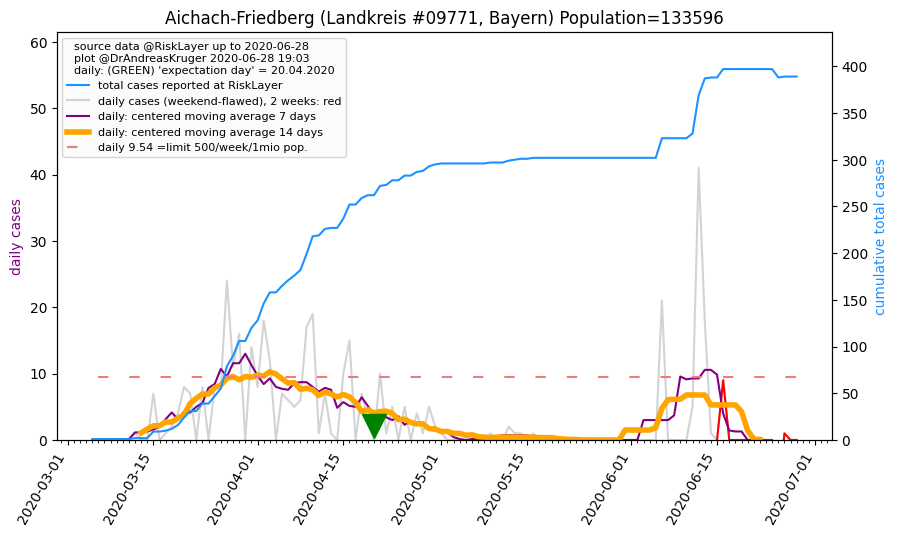 Aichach-Friedberg (Landkreis #09771, Bayern) Population=133596
source data @RiskLayer up to 2020-06-28
plot @DrAndreasKruger 2020-06-28 19:03
daily: (GREEN) 'expectation day' = 20.04.2020
total cases reported at RiskLayer
daily cases (weekend-flawed), 2 weeks: red
daily: centered moving average 7 days
daily: centered moving average 14 days
daily 9.54 =limit 500/week/1mio pop.
daily cases
60
50
40
30
20
10
0
cumulative total cases
400
350
300
250
200
150
100
50
0
2020-03-01
2020-03-15
2020-04-01
2020-04-15
2020-05-01
2020-05-15
2020-06-01
2020-06-15
2020-07-01